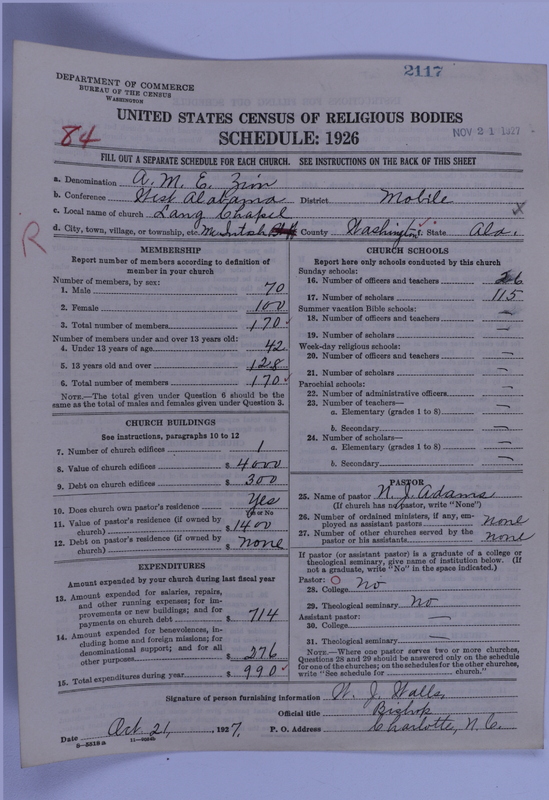 2117
DEPARTMENT OF COMMERCE
BUREAU OF THE CENSUS
WASHINGTON
UNITED STATES CENSUS OF RELIGIOUS BODIES
84
SCHEDULE: 1926
NOV 21 1927
FILL OUT A SEPARATE SCHEDULE FOR EACH CHURCH. SEE INSTRUCTIONS ON THE BACK OF THIS SHEET
a. Denomination A. M. E. Zion
b. Conference West Alabama District Mobile
c. Local name of church Lang Chapel x
d. City, town, village, or township, etc. McIntosh County Washington State Ala.
R
MEMBERSHIP
Report number of members according to definition of
member in your church
Number of members, by sex:
1. Male 70
2. Female 100
3. Total number of members 170
Number of members under and over 13 years old:
4. Under 13 years of age 42
5. 13 years old and over 128
6. Total number of members 170
NOTE.—The total given under Question 6 should be the
same as the total of males and females given under Question 3.
CHURCH BUILDINGS
See instructions, paragraphs 10 to 12
7. Number of church edifices 1
8. Value of church edifices $ 4000
9. Debt on church edifices $ 300
10. Does church own pastor's residence Yes
Yes or No
11. Value of pastor's residence (if owned by
church) $ 1400
12. Debt on pastor's residence (if owned by
church) $ None
EXPENDITURES
Amount expended by your church during last fiscal year
13. Amount expended for salaries, repairs,
and other running expenses; for im-
provements or new buildings; and for
payments on church debt $ 714
14. Amount expended for benevolences, in-
cluding home and foreign missions; for
denominational support; and for all
other purposes $ 276
15. Total expenditures during year $ 990
CHURCH SCHOOLS
Report here only schools conducted by this church
Sunday schools:
16. Number of officers and teachers 26
17. Number of scholars 115
Summer vacation Bible schools:
18. Number of officers and teachers —
19. Number of scholars —
Week-day religious schools:
20. Number of officers and teachers —
21. Number of scholars —
Parochial schools:
22. Number of administrative officers —
23. Number of teachers—
a. Elementary (grades 1 to 8) —
b. Secondary —
24. Number of scholars—
a. Elementary (grades 1 to 8) —
b. Secondary —
PASTOR
25. Name of pastor N. J. Adams
(If church has no pastor, write "None")
26. Number of ordained ministers, if any, em-
ployed as assistant pastors None
27. Number of other churches served by the
pastor or his assistants None
If pastor (or assistant pastor) is a graduate of a college or
theological seminary, give name of institution below. (If
not a graduate, write "No" in the space indicated.)
Pastor:
28. College No
29. Theological seminary No
Assistant pastor:
30. College —
31. Theological seminary —
NOTE.—Where one pastor serves two or more churches,
Questions 28 and 29 should be answered only on the schedule
for one of the churches; on the schedules for the other churches,
write "See schedule for church."
Signature of person furnishing information W. J. Walls,
Official title Bishop
Date Oct. 21, , 1927. P. O. Address Charlotte, N. C.